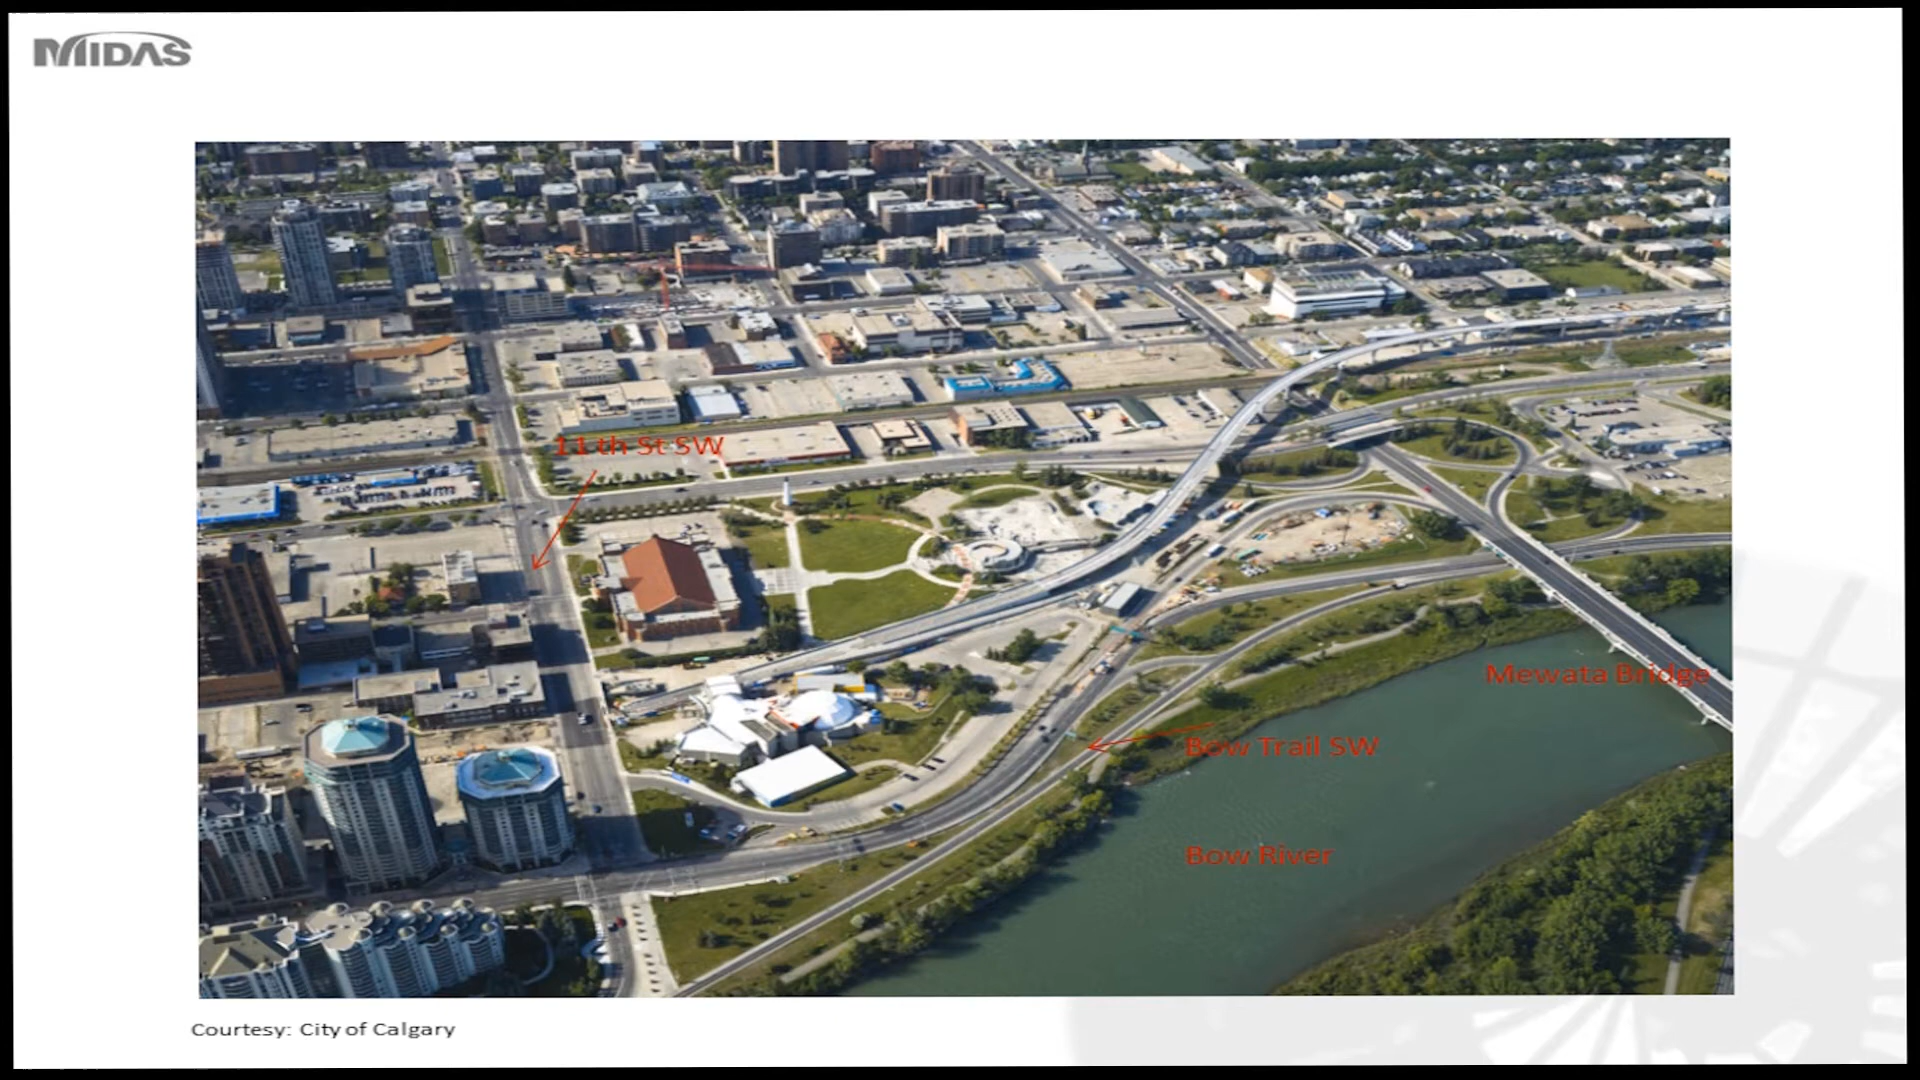 MIDAS
11 th St SW
Mewata Bridge
Bow Trail SW
Bow River
Courtesy: City of Calgary